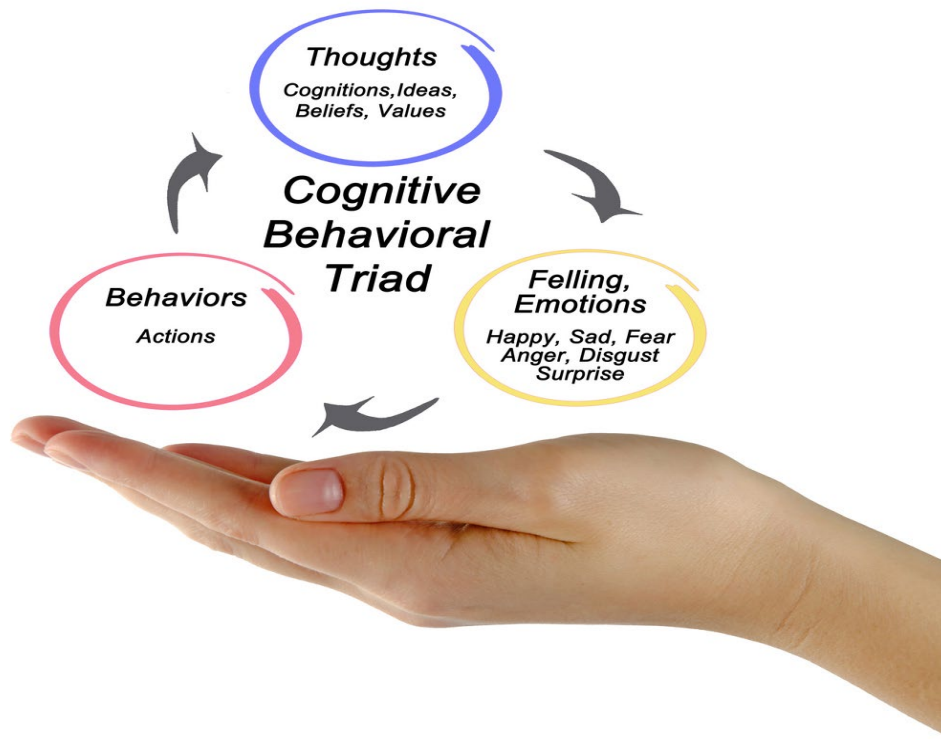 Thoughts
Cognitions,Ideas,
Beliefs, Values
Cognitive
Behavioral
Triad
Behaviors
Actions
Felling,
Emotions
Happy, Sad, Fear
Anger, Disgust
Surprise